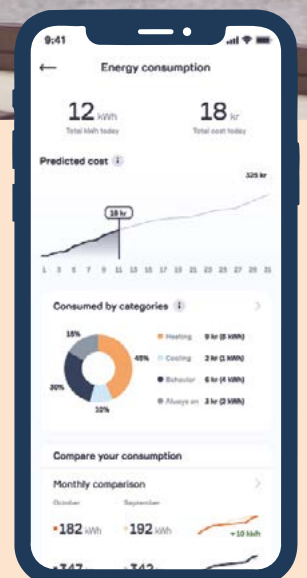 9:41
Energy consumption
12 kWh
18 kr
Total kWh today
Total cost today
Predicted cost i
325 kr
18 kr
1 3 5 7 9 11 13 15 17 19 21 23 25 27 29 31
Consumed by categories i
15%
45%
30%
10%
Heating 9 kr (6 kWh)
Cooling 2 kr (1 kWh)
Behavior 6 kr (4 kWh)
Always on 3 kr (2 kWh)
Compare your consumption
Monthly comparison
October
September
182 kWh
192 kWh
10 kWh